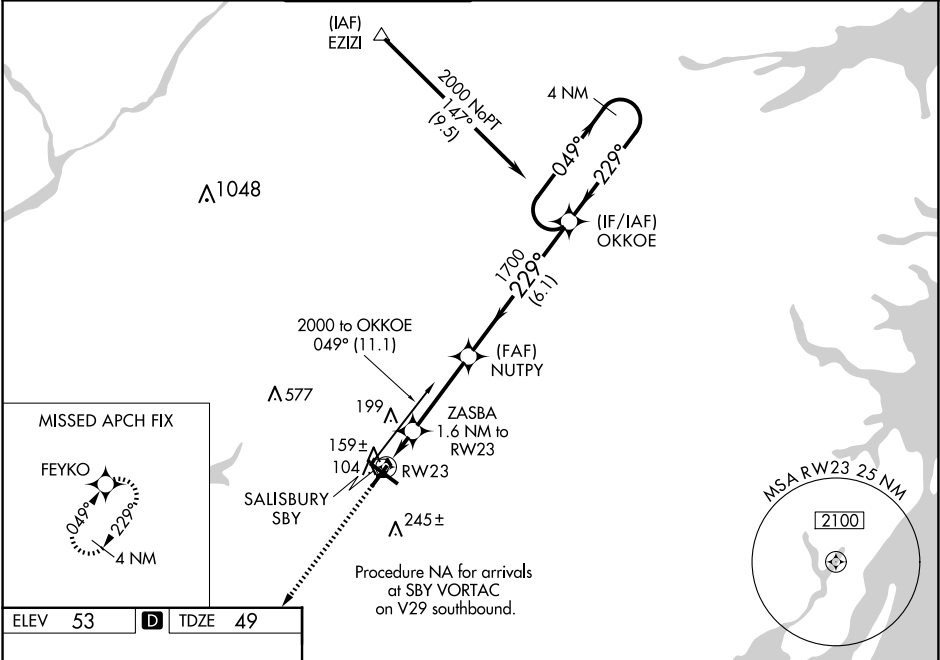 (IAF)
EZIZI
2000 NoPT
147°
(9.5)
4 NM
049°
229°
(IF/IAF)
OKKOE
1048
1700
229°
(6.1)
2000 to OKKOE
049° (11.1)
(FAF)
NUTPY
577
199
ZASBA
1.6 NM to
RW23
159±
104
RW23
SALISBURY
SBY
245±
MISSED APCH FIX
FEYKO
049°
229°
4 NM
Procedure NA for arrivals
at SBY VORTAC
on V29 southbound.
MSA RW23 25 NM
2100
ELEV 53 D TDZE 49